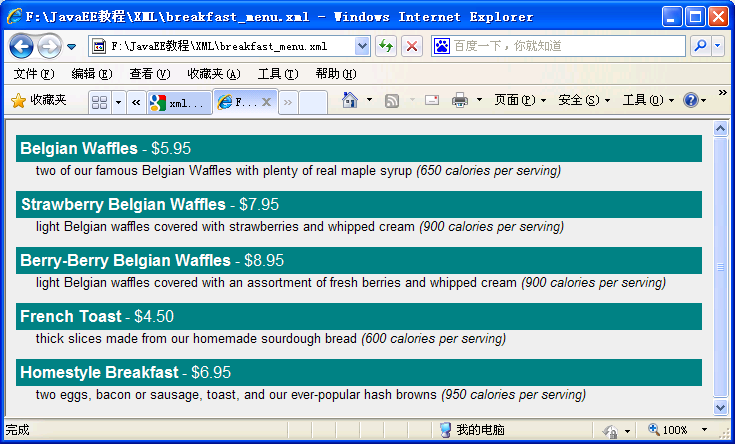 F:\JavaEE教程\XML\breakfast_menu.xml - Windows Internet Explorer
F:\JavaEE教程\XML\breakfast_menu.xml 百度一下，你就知道
文件(F) 编辑(E) 查看(V) 收藏夹(A) 工具(T) 帮助(H)
收藏夹 xml... F... 页面(P) 安全(S) 工具(O)
Belgian Waffles - $5.95
two of our famous Belgian Waffles with plenty of real maple syrup (650 calories per serving)
Strawberry Belgian Waffles - $7.95
light Belgian waffles covered with strawberries and whipped cream (900 calories per serving)
Berry-Berry Belgian Waffles - $8.95
light Belgian waffles covered with an assortment of fresh berries and whipped cream (900 calories per serving)
French Toast - $4.50
thick slices made from our homemade sourdough bread (600 calories per serving)
Homestyle Breakfast - $6.95
two eggs, bacon or sausage, toast, and our ever-popular hash browns (950 calories per serving)
完成 我的电脑 100%